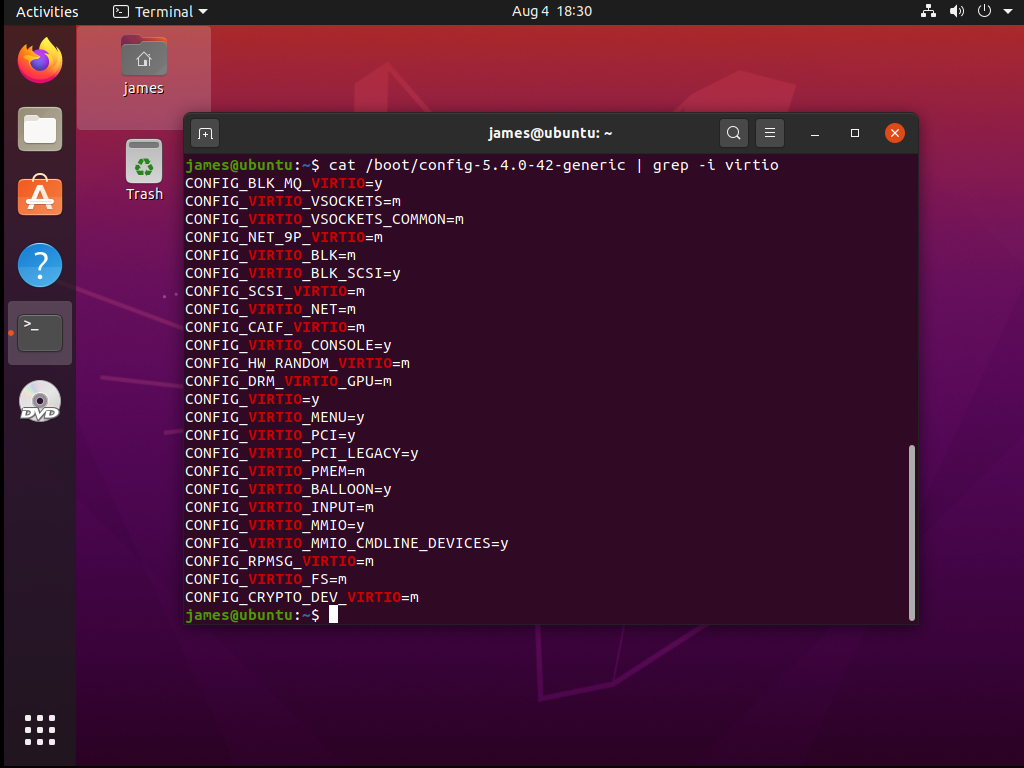 Activities
Terminal
Aug 4 18:30
james
Trash
DVD
james@ubuntu: ~
james@ubuntu:~$ cat /boot/config-5.4.0-42-generic | grep -i virtio
CONFIG_BLK_MQ_VIRTIO=y
CONFIG_VIRTIO_VSOCKETS=m
CONFIG_VIRTIO_VSOCKETS_COMMON=m
CONFIG_NET_9P_VIRTIO=m
CONFIG_VIRTIO_BLK=m
CONFIG_VIRTIO_BLK_SCSI=y
CONFIG_SCSI_VIRTIO=m
CONFIG_VIRTIO_NET=m
CONFIG_CAIF_VIRTIO=m
CONFIG_VIRTIO_CONSOLE=y
CONFIG_HW_RANDOM_VIRTIO=m
CONFIG_DRM_VIRTIO_GPU=m
CONFIG_VIRTIO=y
CONFIG_VIRTIO_MENU=y
CONFIG_VIRTIO_PCI=y
CONFIG_VIRTIO_PCI_LEGACY=y
CONFIG_VIRTIO_PMEM=m
CONFIG_VIRTIO_BALLOON=y
CONFIG_VIRTIO_INPUT=m
CONFIG_VIRTIO_MMIO=y
CONFIG_VIRTIO_MMIO_CMDLINE_DEVICES=y
CONFIG_RPMSG_VIRTIO=m
CONFIG_VIRTIO_FS=m
CONFIG_CRYPTO_DEV_VIRTIO=m
james@ubuntu:~$